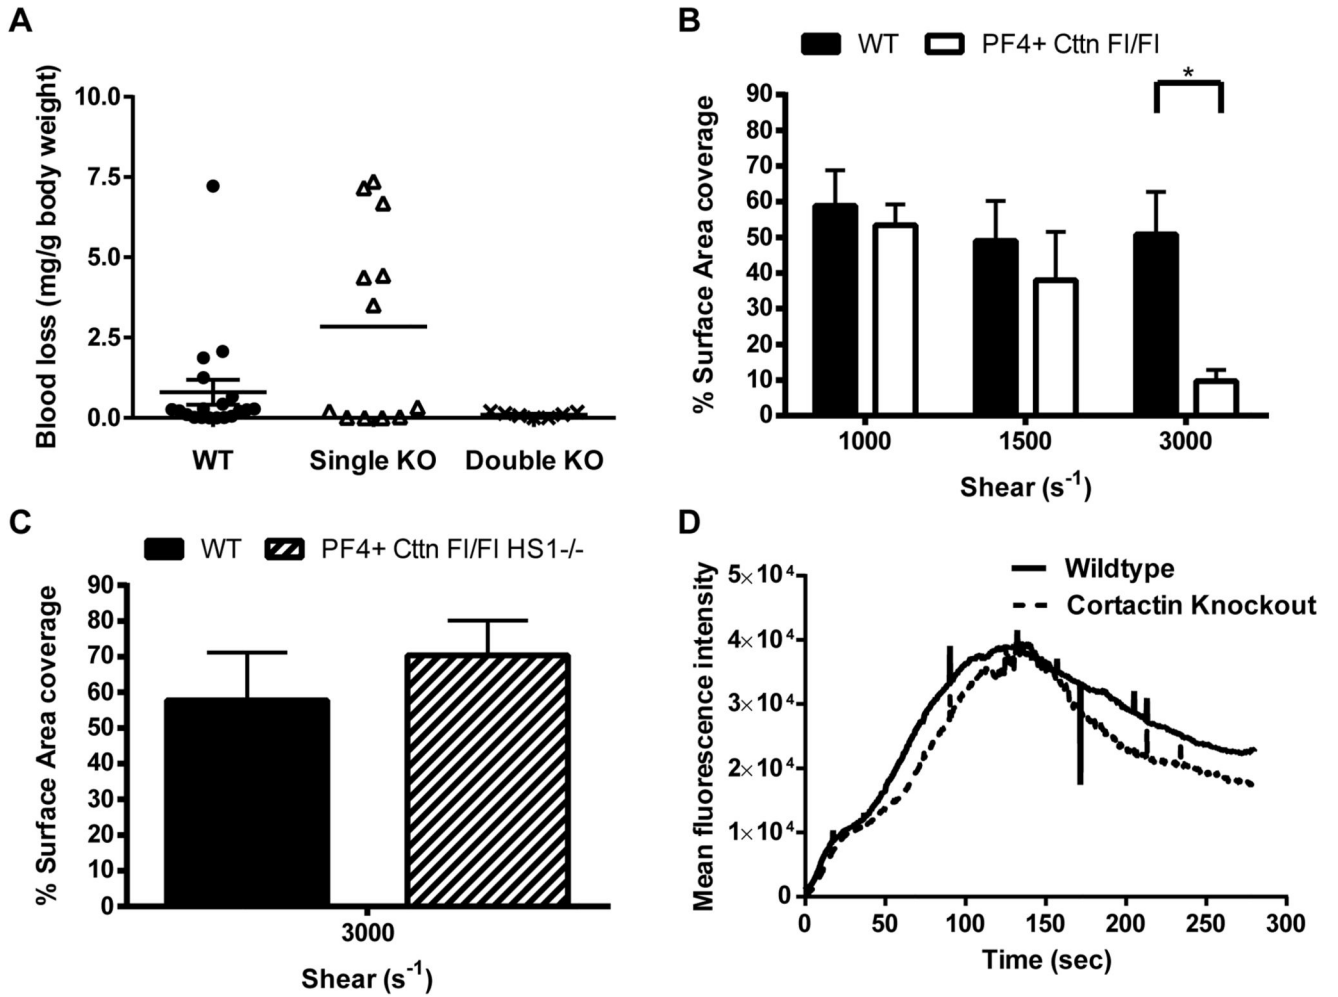 A
Blood loss (mg/g body weight)
10.0
7.5
5.0
2.5
0.0
WT Single KO Double KO
B
WT PF4+ Cttn Fl/Fl
*
% Surface Area coverage
90
80
70
60
50
40
30
20
10
0
1000 1500 3000
Shear (s-1)
C
WT PF4+ Cttn Fl/Fl HS1-/-
% Surface Area coverage
90
80
70
60
50
40
30
20
10
0
3000
Shear (s-1)
D
Wildtype
Cortactin Knockout
Mean fluorescence intensity
5×10⁴
4×10⁴
3×10⁴
2×10⁴
1×10⁴
0
0 50 100 150 200 250 300
Time (sec)